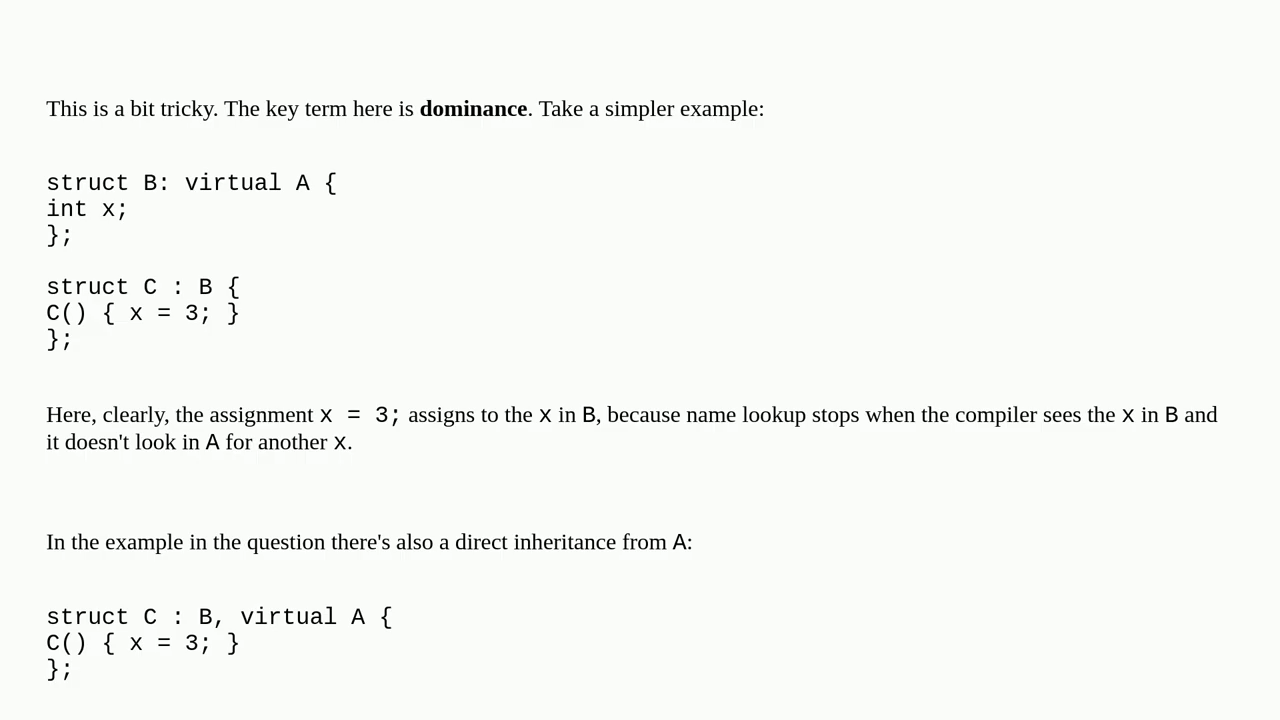 This is a bit tricky. The key term here is dominance. Take a simpler example:
struct B: virtual A {
int x;
};
struct C : B {
C() { x = 3; }
};
Here, clearly, the assignment x = 3; assigns to the x in B, because name lookup stops when the compiler sees the x in B and
it doesn't look in A for another x.
In the example in the question there's also a direct inheritance from A:
struct C : B, virtual A {
C() { x = 3; }
};